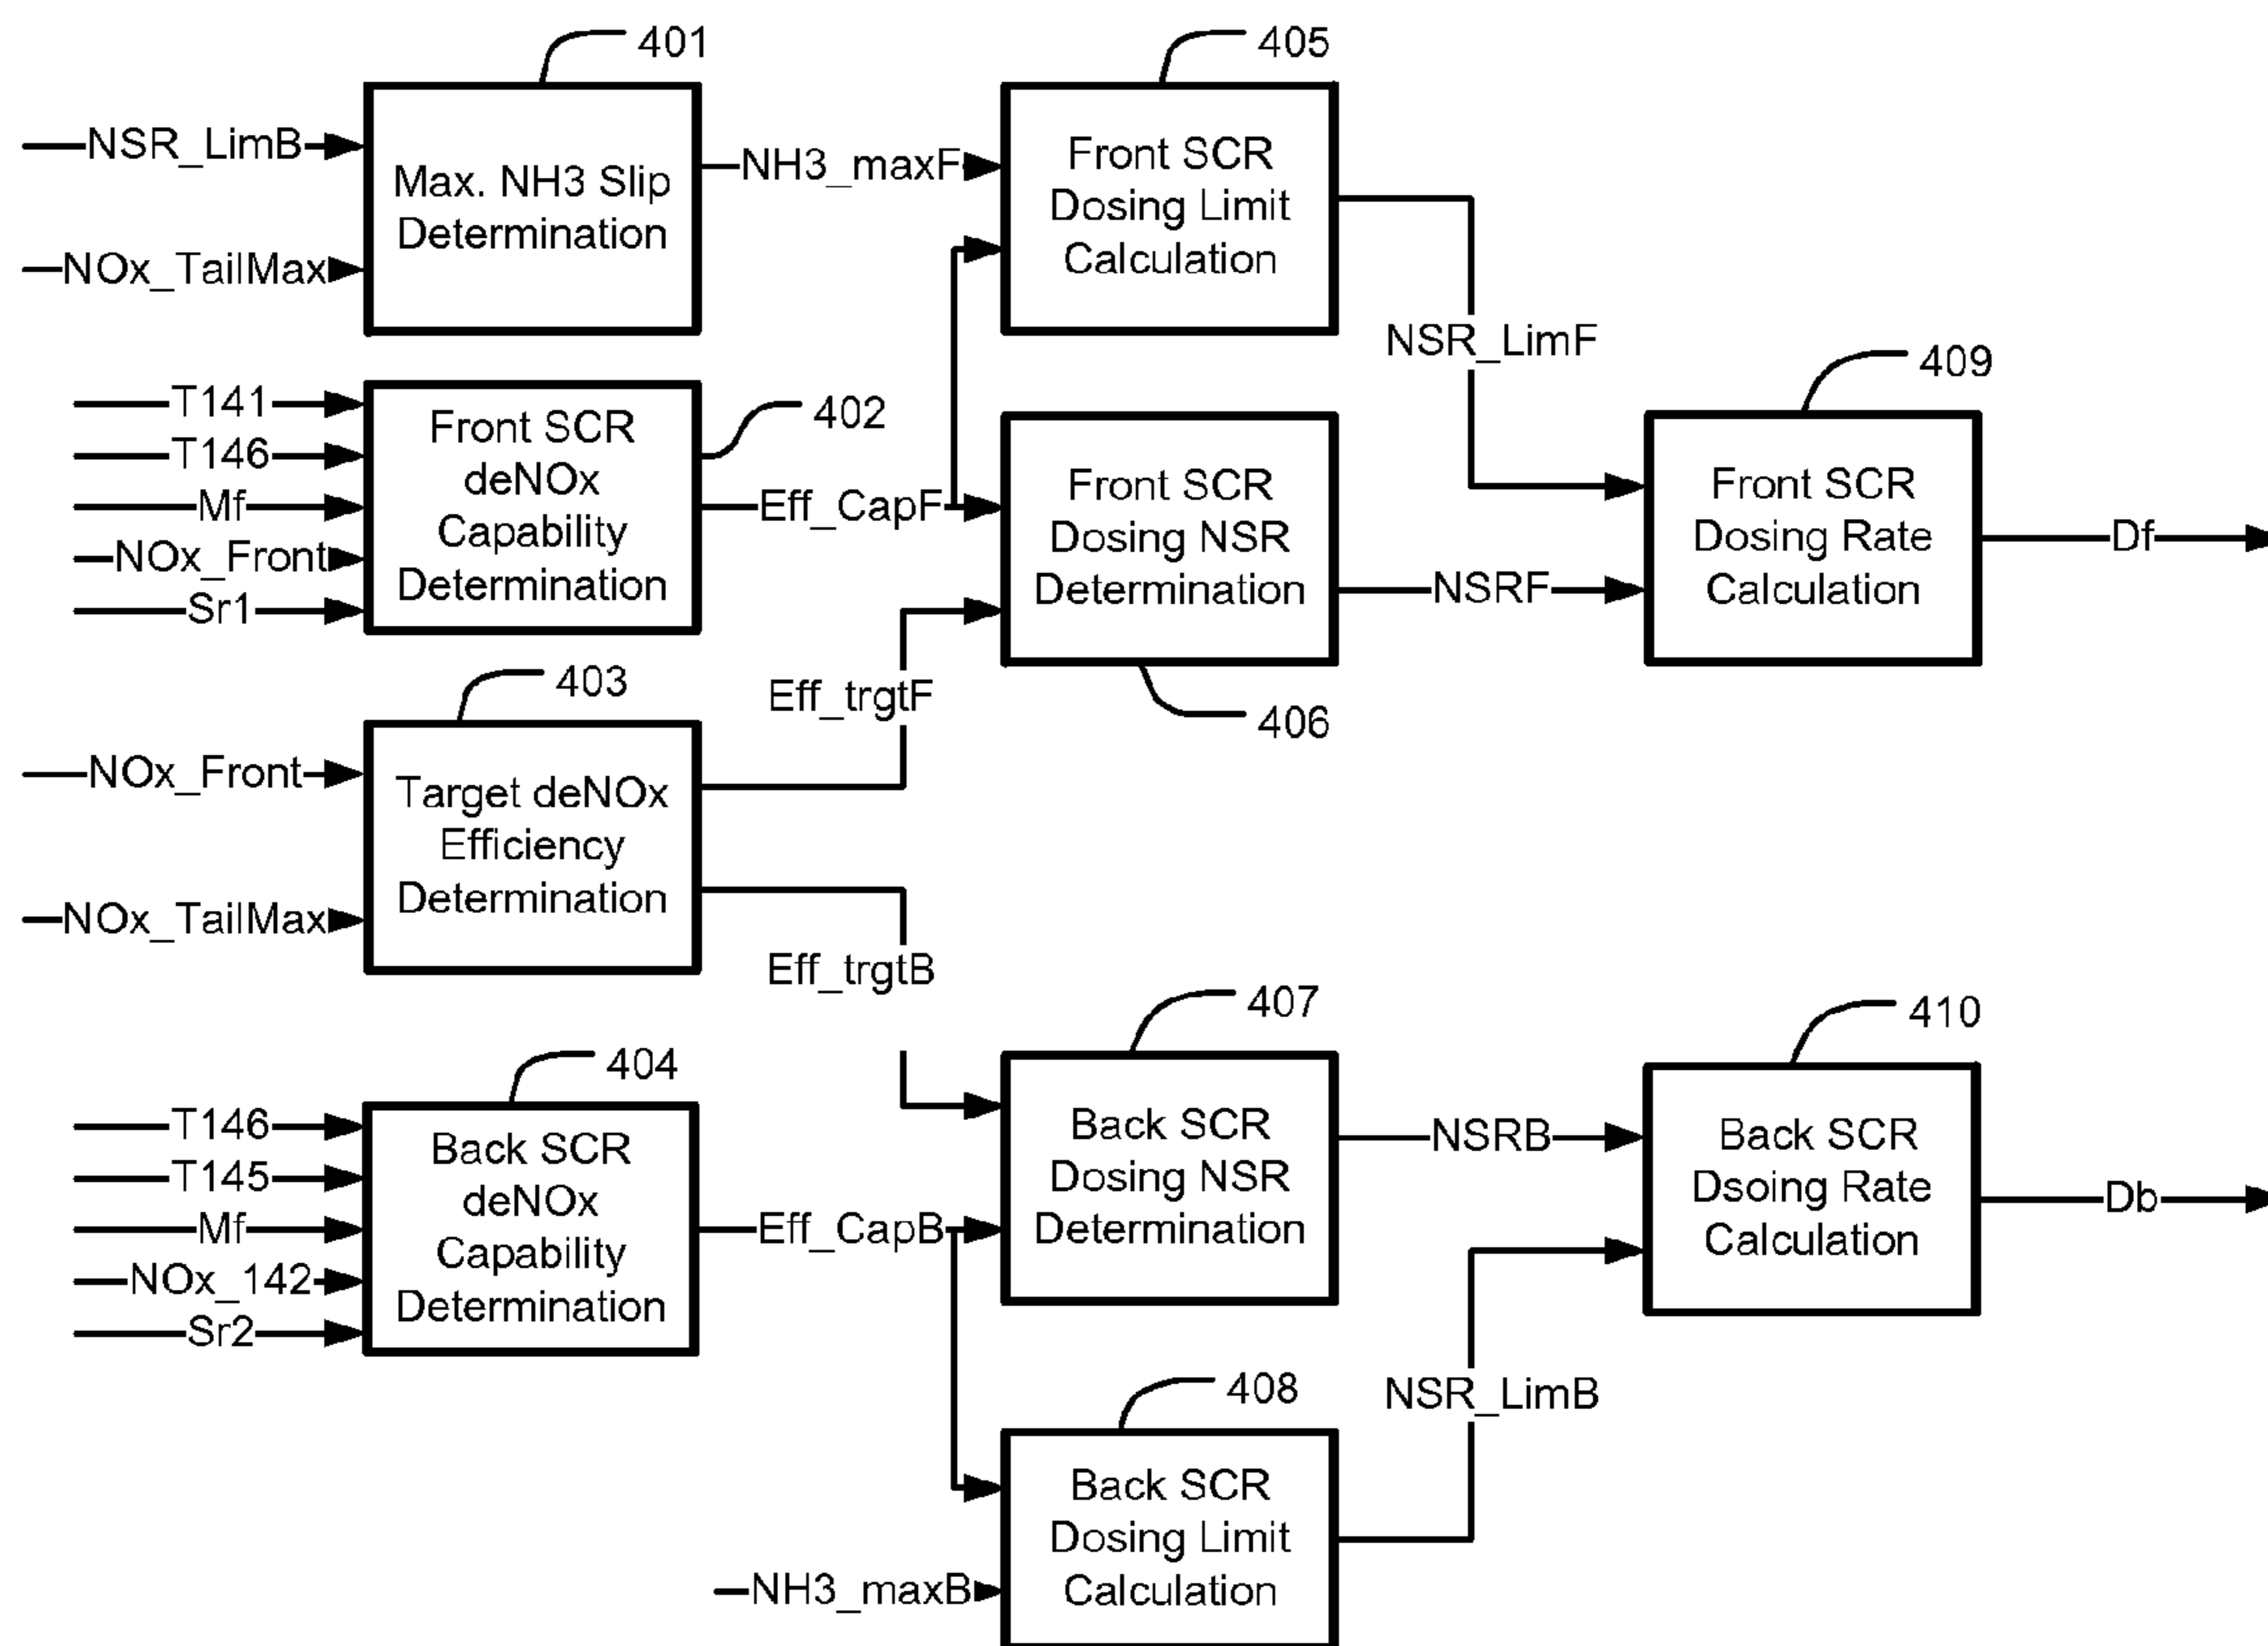 401
405
NSR_LimB
Max. NH3 Slip
Determination
NOx_TailMax
NH3_maxF
Front SCR
Dosing Limit
Calculation
NSR_LimF
409
T141
T146
Mf
NOx_Front
Sr1
402
Front SCR
deNOx
Capability
Determination
Eff_CapF
Front SCR
Dosing NSR
Determination
NSRF
Front SCR
Dosing Rate
Calculation
Df
403
Eff_trgtF
406
NOx_Front
Target deNOx
Efficiency
Determination
NOx_TailMax
Eff_trgtB
407
410
404
T146
T145
Mf
NOx_142
Sr2
Back SCR
deNOx
Capability
Determination
Eff_CapB
Back SCR
Dosing NSR
Determination
NSRB
Back SCR
Dsoing Rate
Calculation
Db
408
NSR_LimB
Back SCR
Dosing Limit
Calculation
NH3_maxB